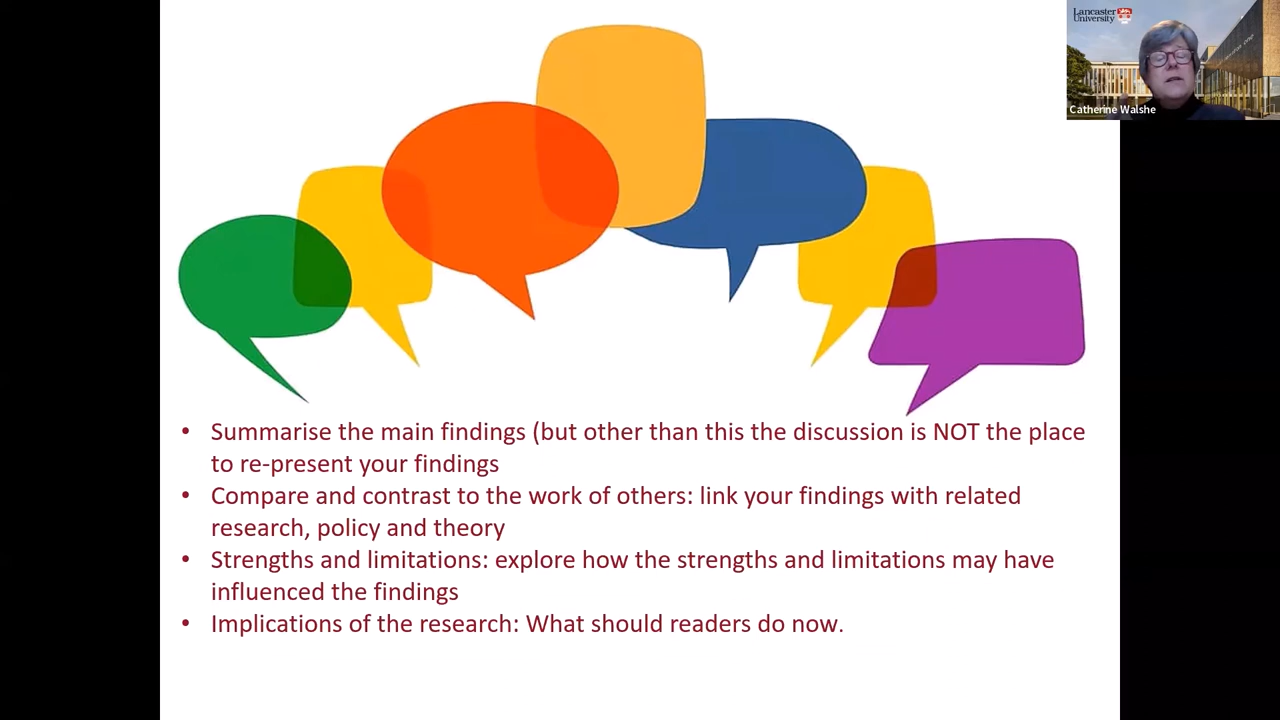 Lancaster
University
Catherine Walshe
• Summarise the main findings (but other than this the discussion is NOT the place
to re-present your findings
• Compare and contrast to the work of others: link your findings with related
research, policy and theory
• Strengths and limitations: explore how the strengths and limitations may have
influenced the findings
• Implications of the research: What should readers do now.